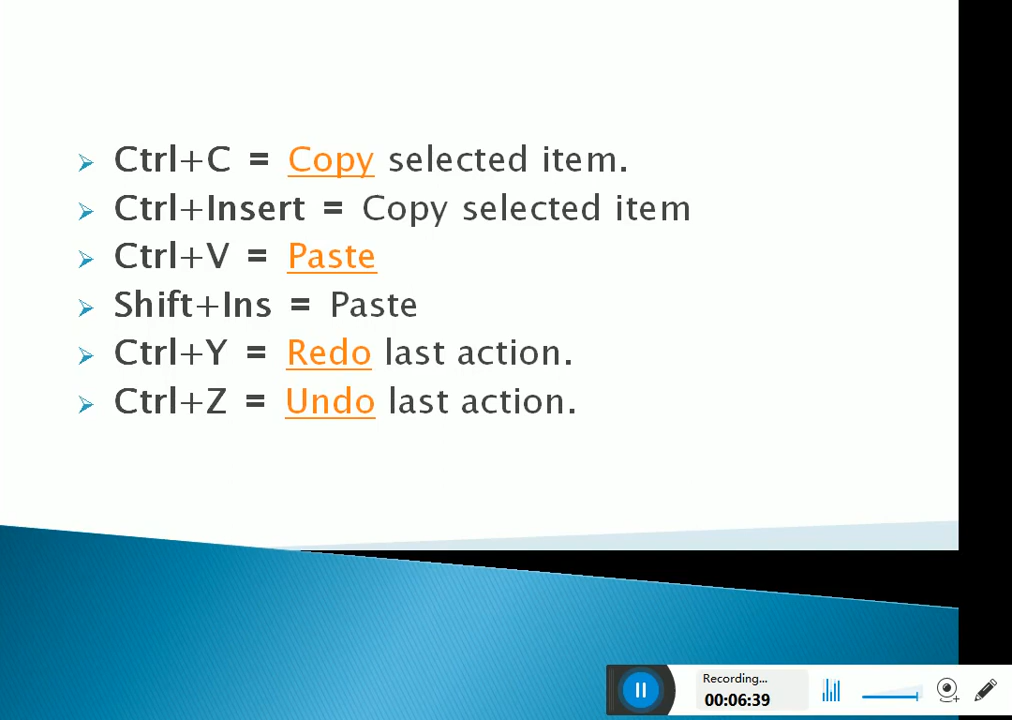 Ctrl+C = Copy selected item.
Ctrl+Insert = Copy selected item
Ctrl+V = Paste
Shift+Ins = Paste
Ctrl+Y = Redo last action.
Ctrl+Z = Undo last action.
Recording...
00:06:39